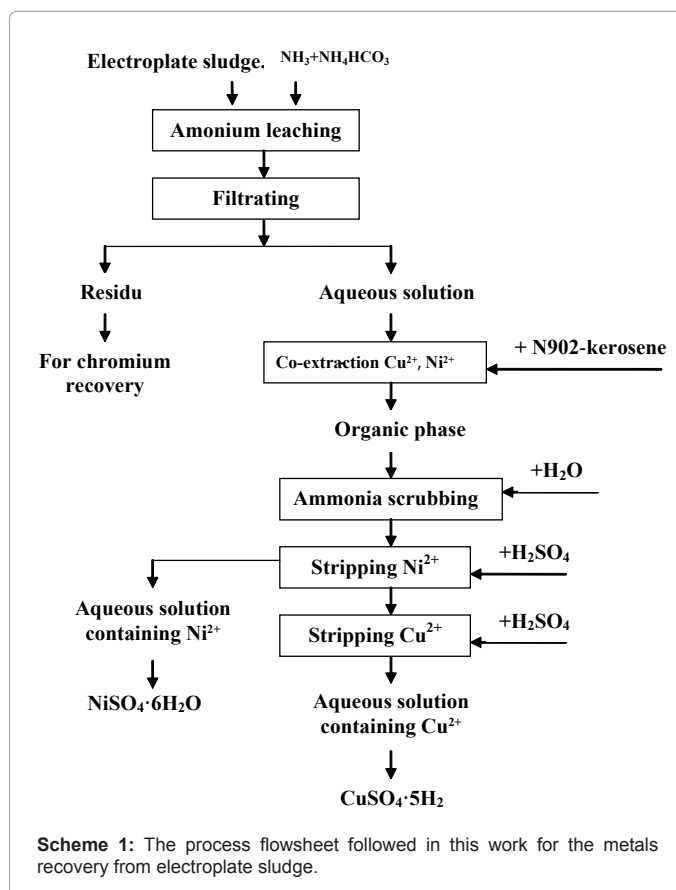 Electroplate sludge. NH₃+NH₄HCO₃
Amonium leaching
Filtrating
Residu
Aqueous solution
For chromium
recovery
Co-extraction Cu²⁺, Ni²⁺
+ N902-kerosene
Organic phase
+H₂O
Ammonia scrubbing
Stripping Ni²⁺
+H₂SO₄
Aqueous solution
containing Ni²⁺
NiSO₄·6H₂O
Stripping Cu²⁺
+H₂SO₄
Aqueous solution
containing Cu²⁺
CuSO₄·5H₂
Scheme 1: The process flowsheet followed in this work for the metals
recovery from electroplate sludge.